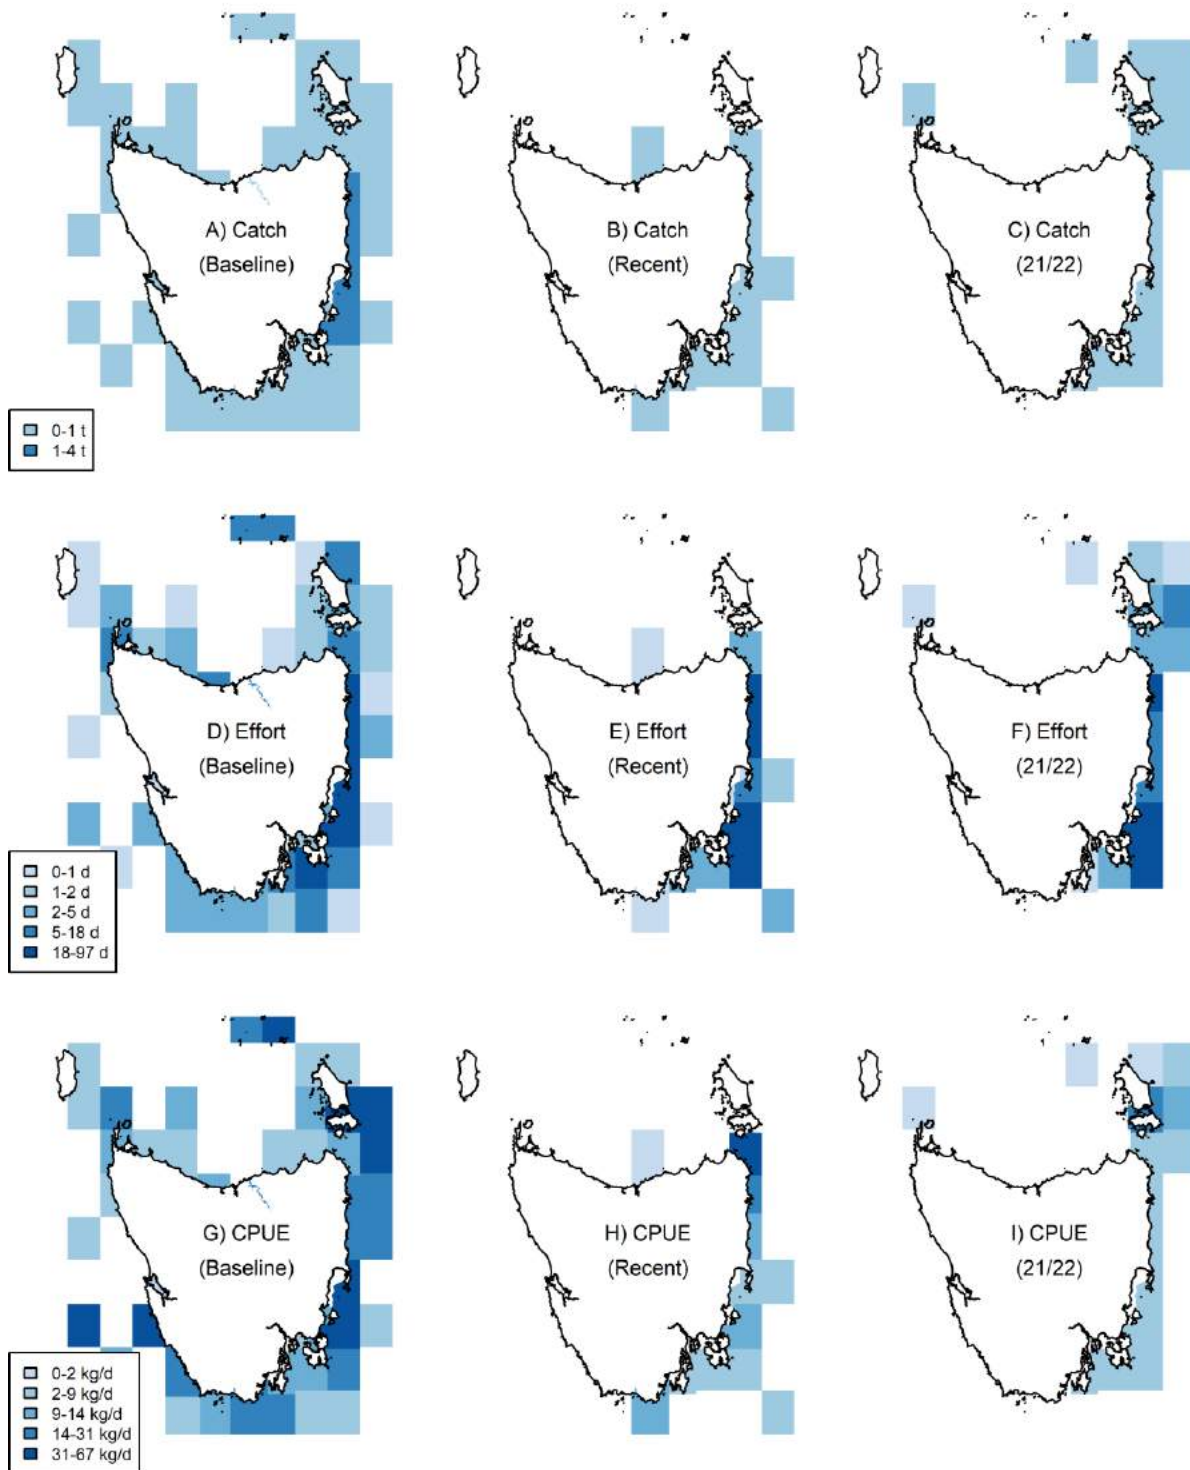 A) Catch
(Baseline)
B) Catch
(Recent)
C) Catch
(21/22)
0-1 t
1-4 t
D) Effort
(Baseline)
E) Effort
(Recent)
F) Effort
(21/22)
0-1 d
1-2 d
2-5 d
5-18 d
18-97 d
G) CPUE
(Baseline)
H) CPUE
(Recent)
I) CPUE
(21/22)
0-2 kg/d
2-9 kg/d
9-14 kg/d
14-31 kg/d
31-67 kg/d